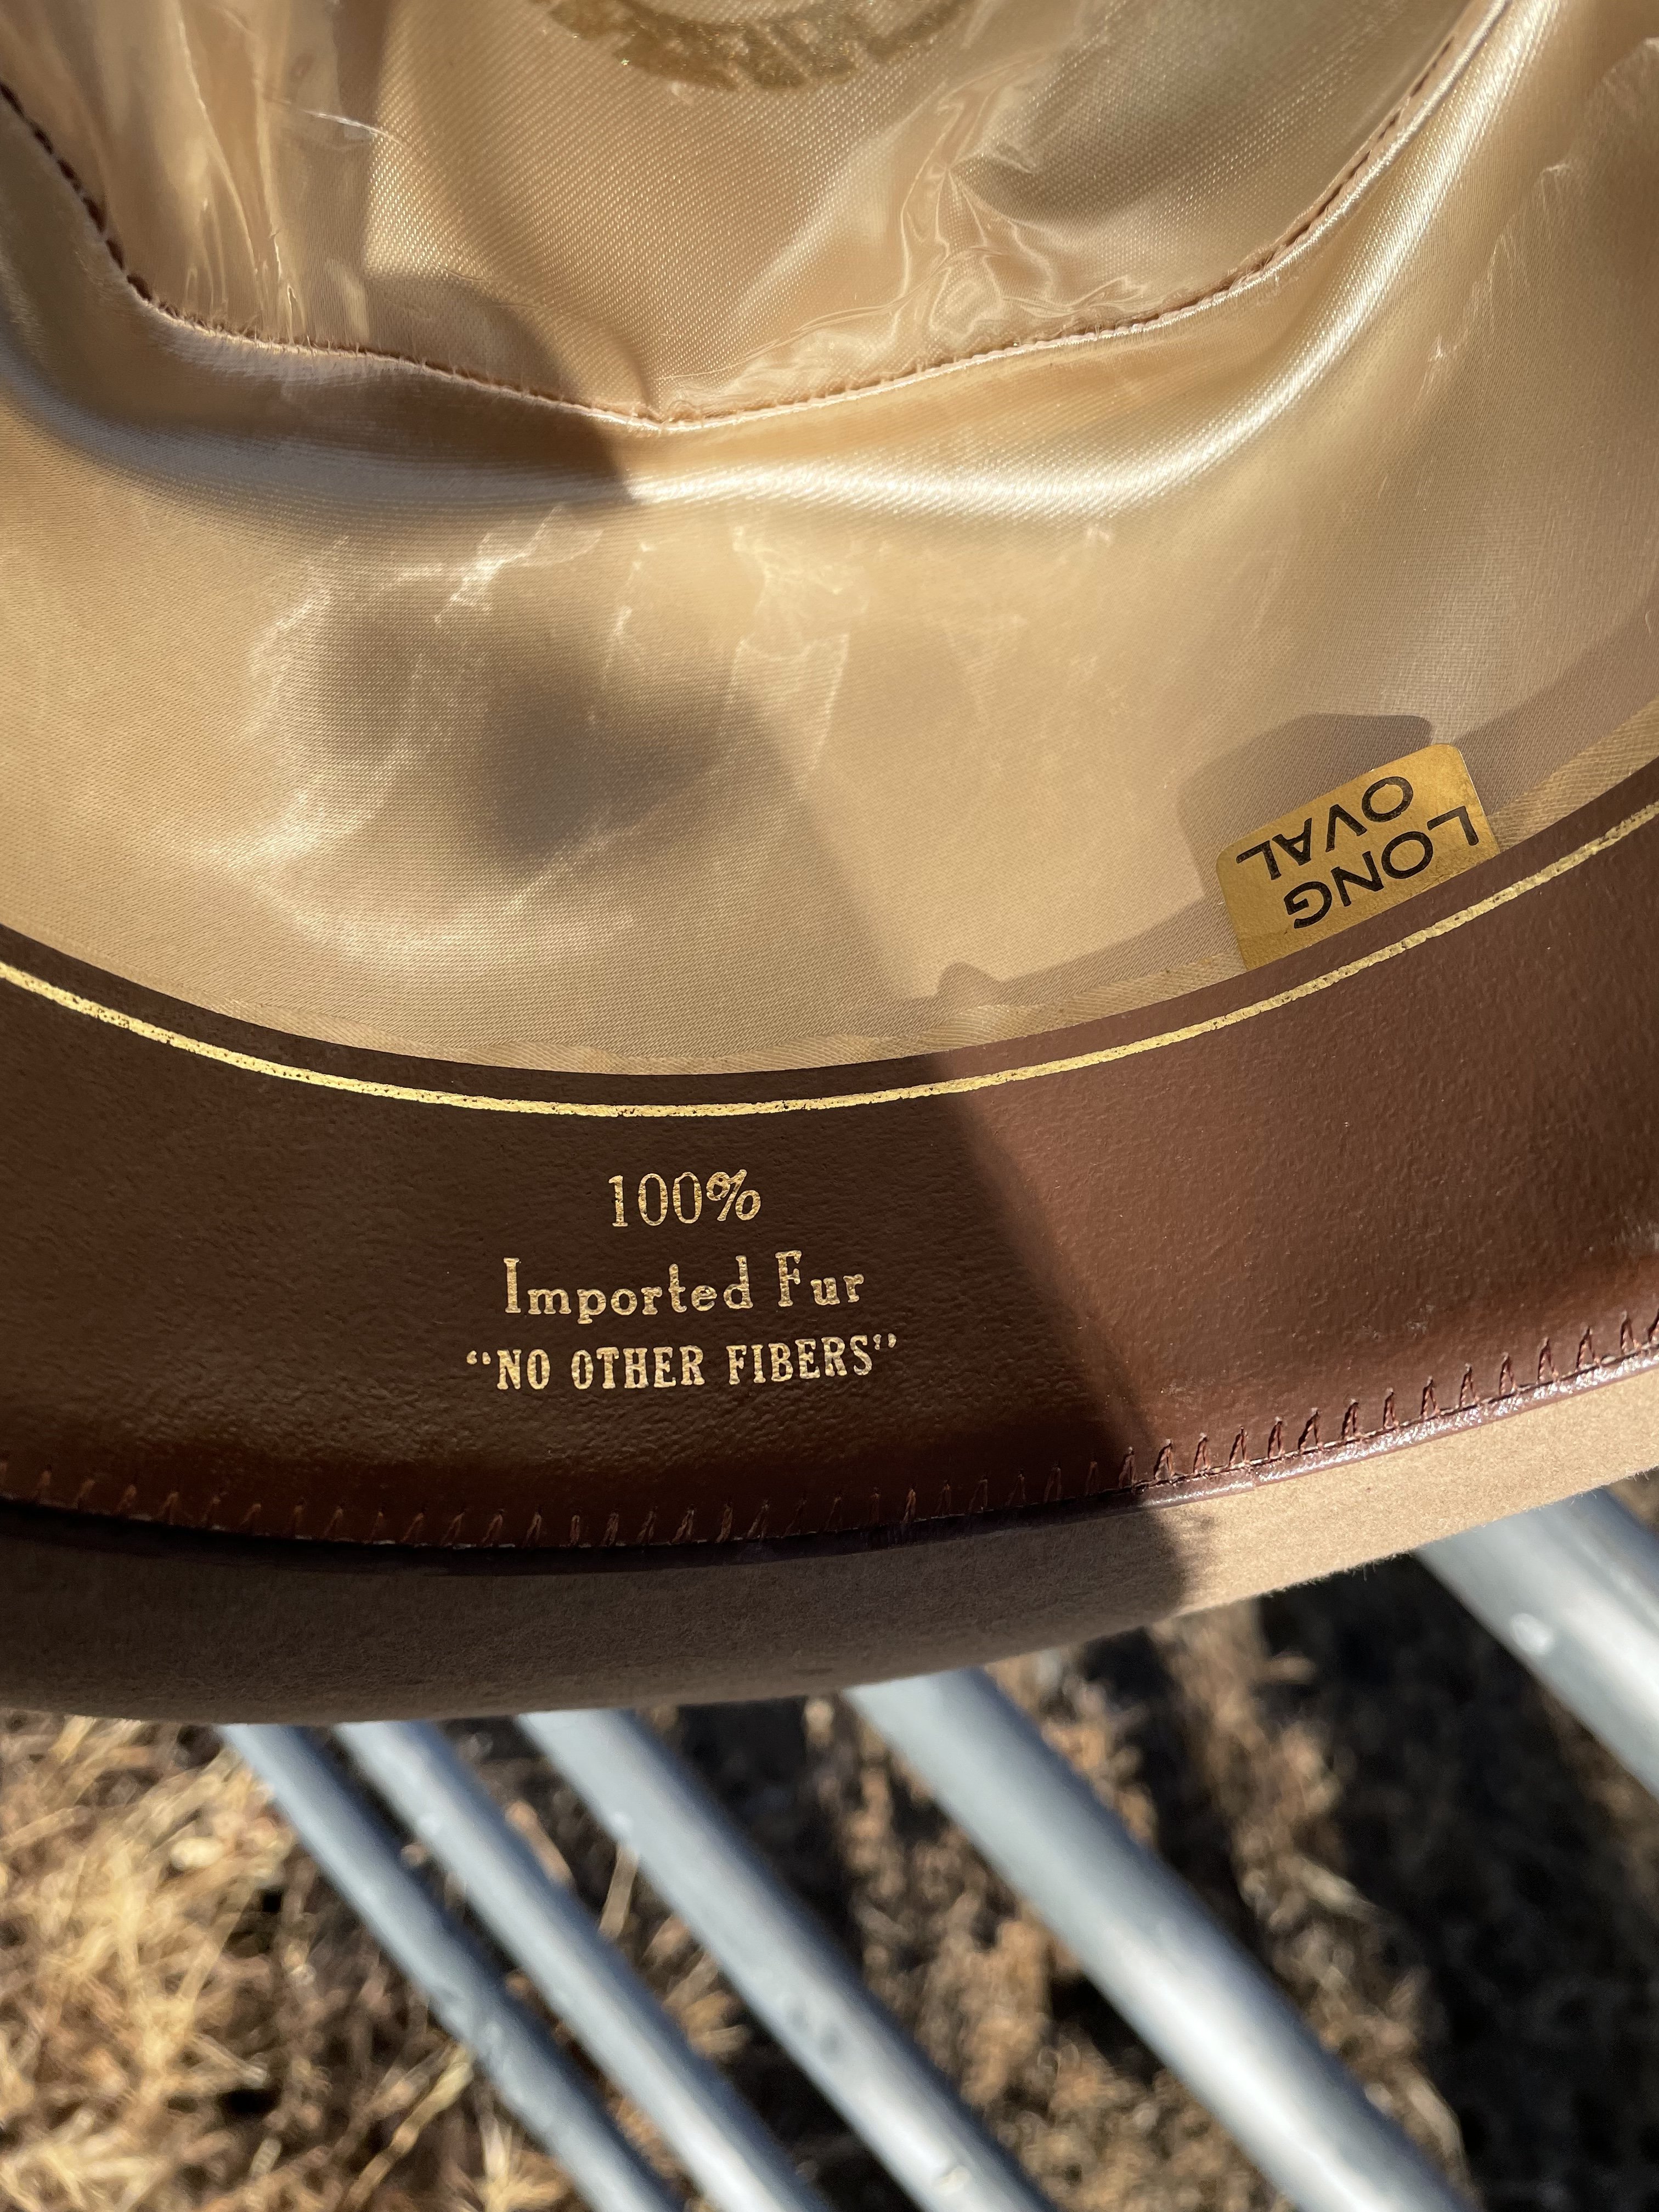 LONG
OVAL
100%
Imported Fur
“NO OTHER FIBERS”